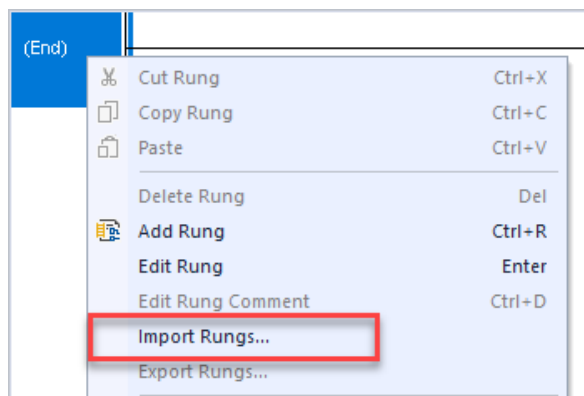 (End)
Cut Rung Ctrl+X
Copy Rung Ctrl+C
Paste Ctrl+V
Delete Rung Del
Add Rung Ctrl+R
Edit Rung Enter
Edit Rung Comment Ctrl+D
Import Rungs...
Export Rungs...